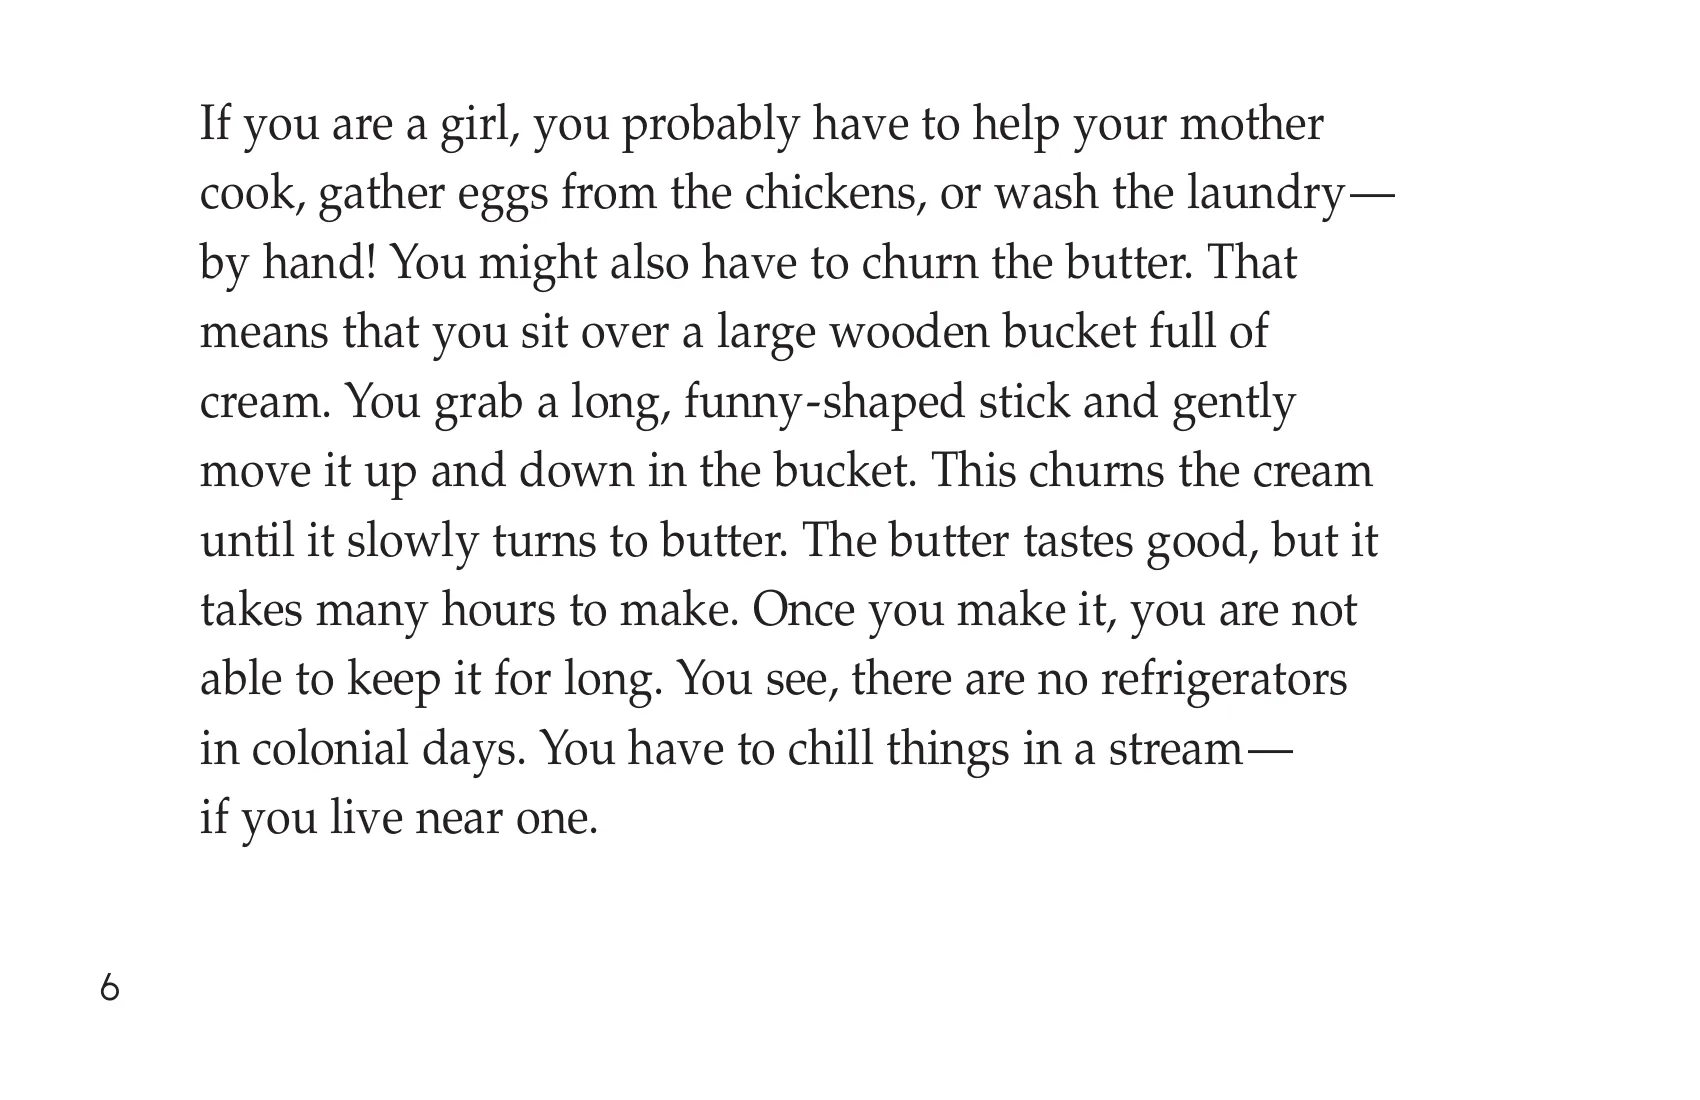 If you are a girl, you probably have to help your mother
cook, gather eggs from the chickens, or wash the laundry—
by hand! You might also have to churn the butter. That
means that you sit over a large wooden bucket full of
cream. You grab a long, funny-shaped stick and gently
move it up and down in the bucket. This churns the cream
until it slowly turns to butter. The butter tastes good, but it
takes many hours to make. Once you make it, you are not
able to keep it for long. You see, there are no refrigerators
in colonial days. You have to chill things in a stream—
if you live near one.
6